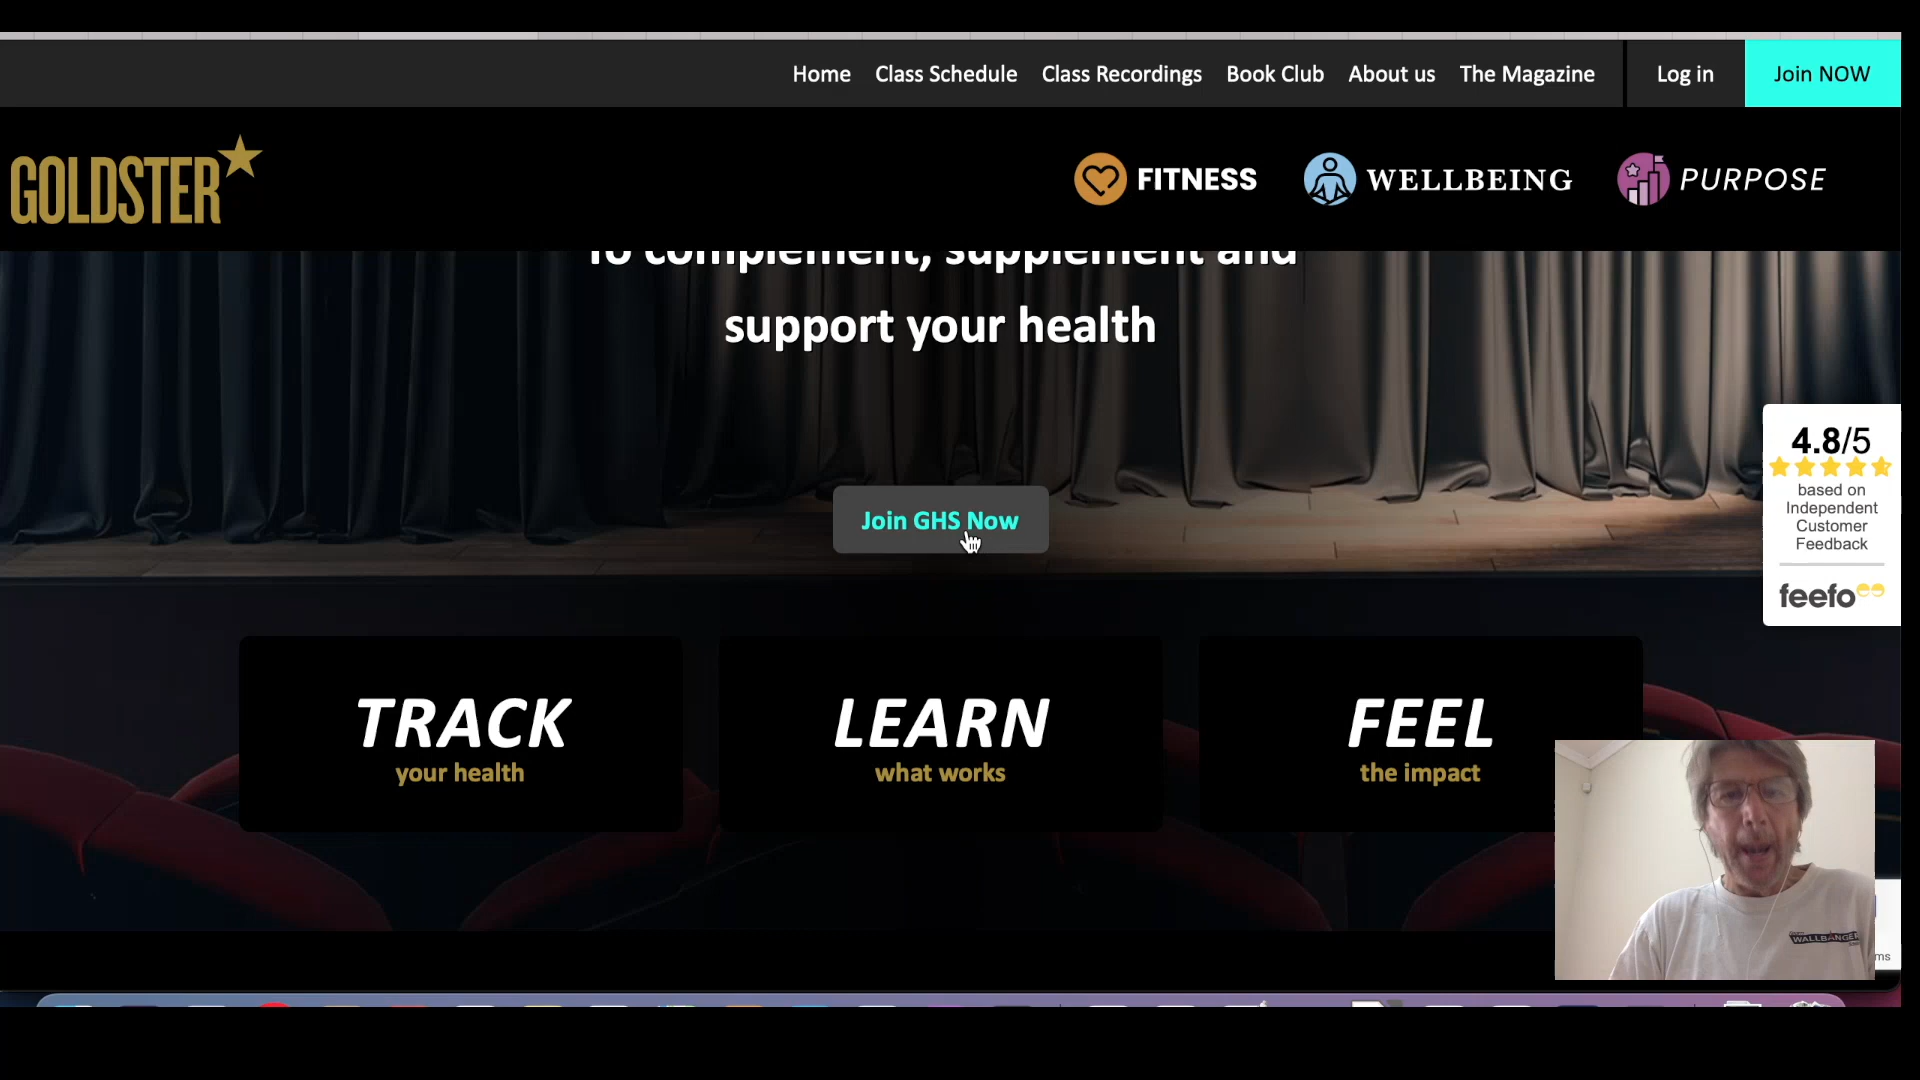 Home Class Schedule Class Recordings Book Club About us The Magazine Log in Join NOW
GOLDSTER FITNESS WELLBEING PURPOSE
To complement, supplement and
support your health
4.8/5
based on
Independent
Customer
Feedback
feefo
Join GHS Now
TRACK
your health
LEARN
what works
FEEL
the impact
WALLBANGER
ms